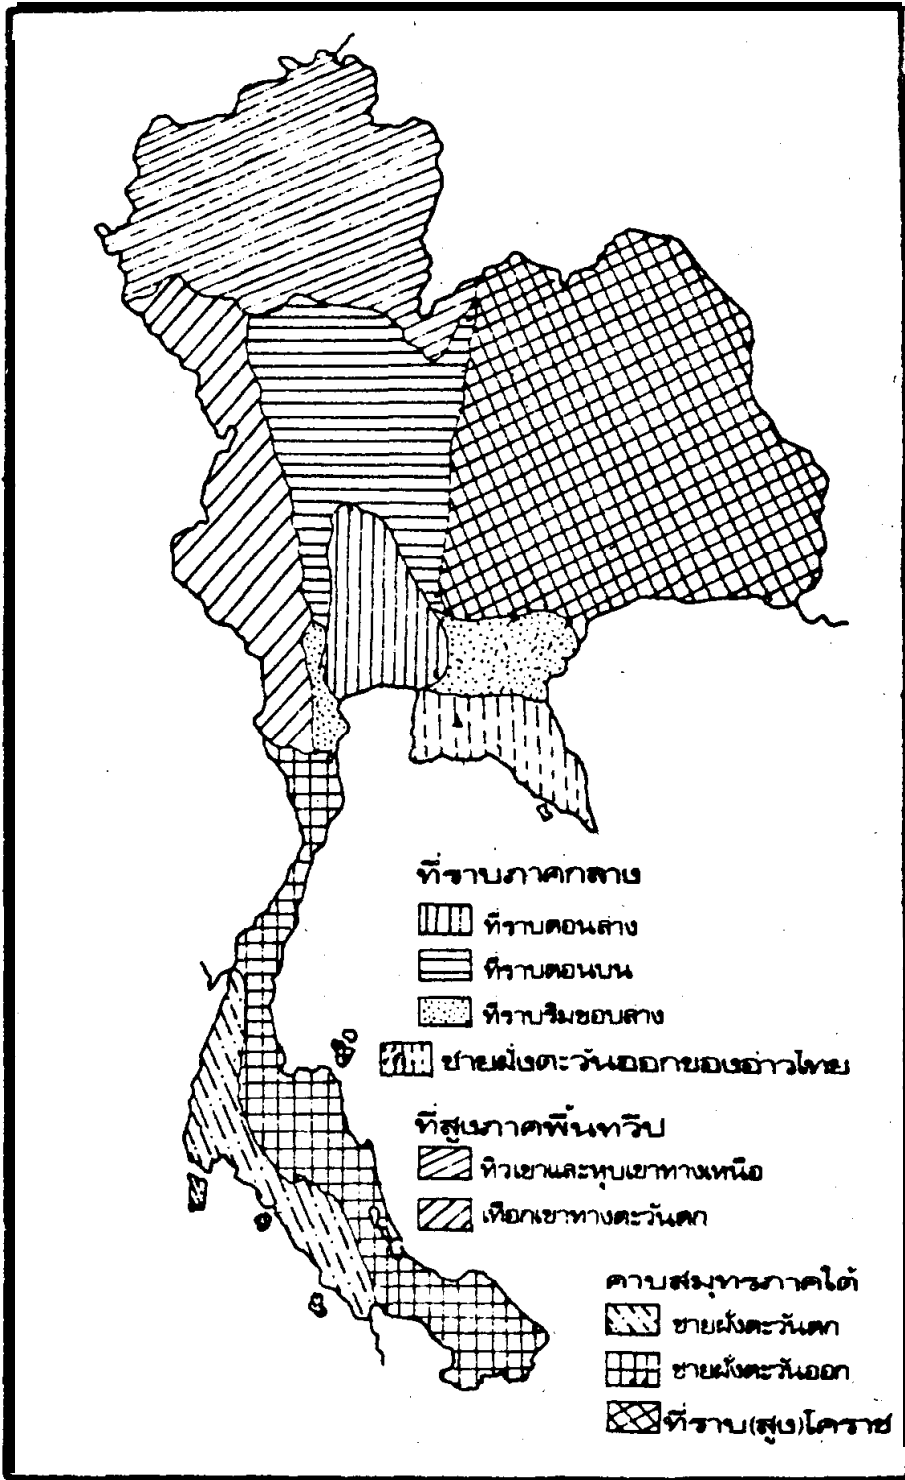 ที่ราบภาคกลาง
ที่ราบตอนล่าง
ที่ราบตอนบน
ที่ราบริมขอบล่าง
ชายฝั่งตะวันออกของอ่าวไทย
ที่สูงภาคพื้นทวีป
ทิวเขาและหุบเขาทางเหนือ
เทือกเขาทางตะวันตก
คาบสมุทรภาคใต้
ชายฝั่งตะวันตก
ชายฝั่งตะวันออก
ที่ราบ(สูง)โคราช